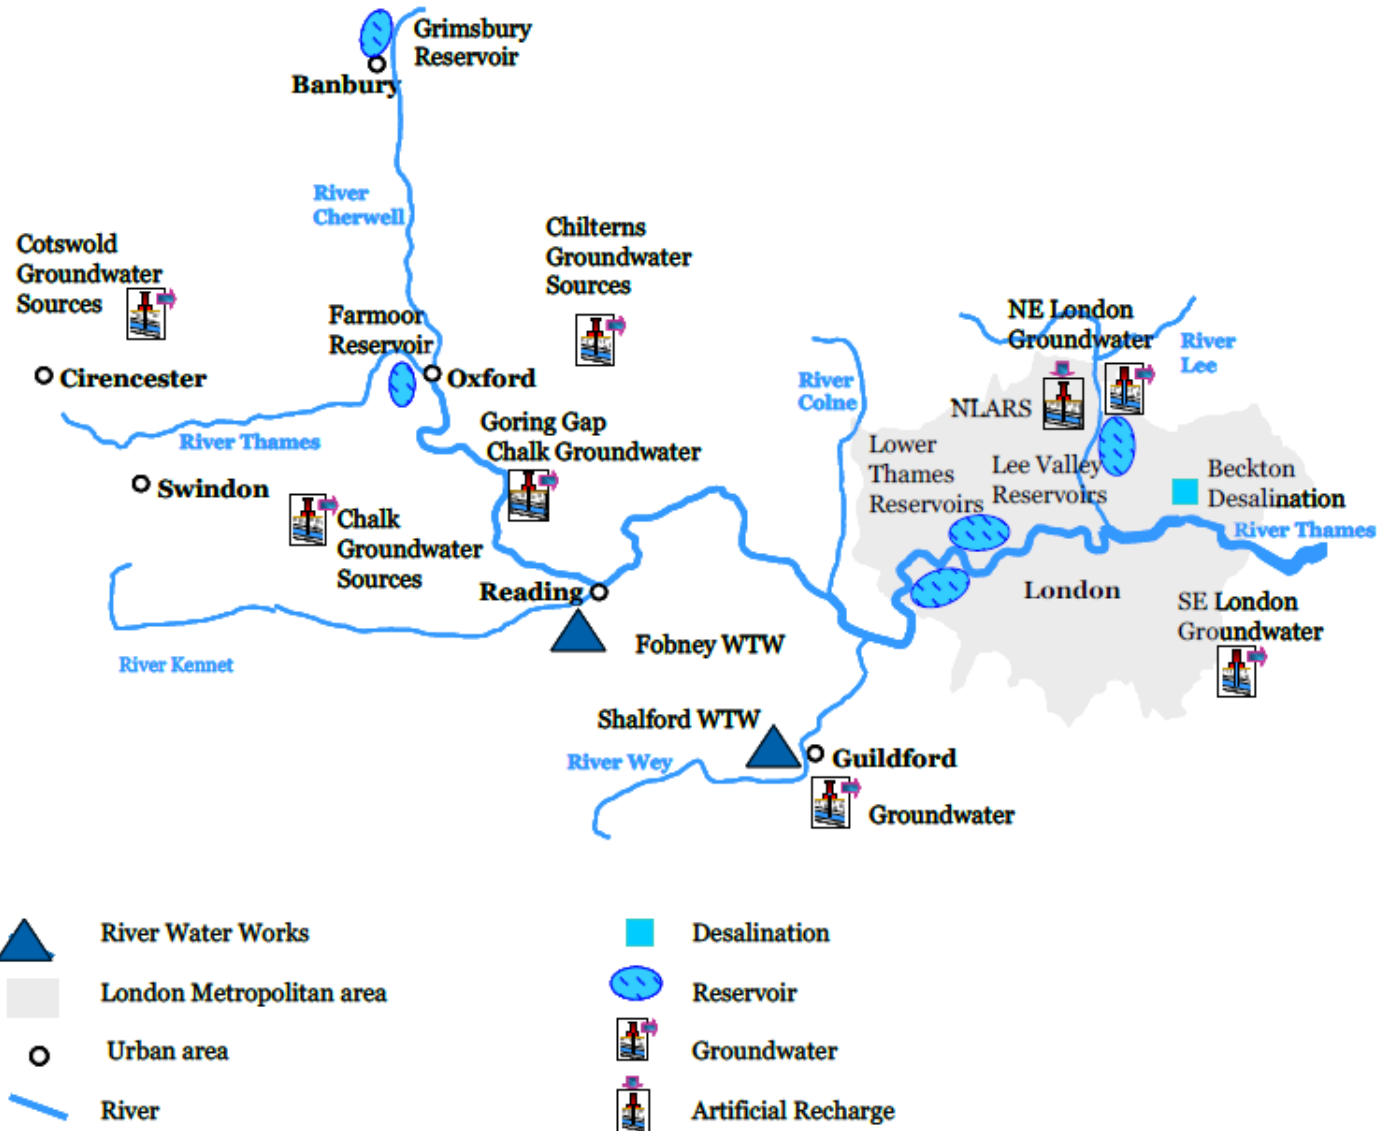 Grimsbury
Reservoir
Banbury
River
Cherwell
Cotswold
Groundwater
Sources
Chilterns
Groundwater
Sources
Farmoor
Reservoir
NE London
Groundwater
River
Lee
Cirencester
Oxford
River
Colne
NLARS
River Thames
Goring Gap
Chalk Groundwater
Lower
Thames
Reservoirs
Lee Valley
Reservoirs
Beckton
Desalination
Swindon
Chalk
Groundwater
Sources
River Thames
Reading
London
SE London
Groundwater
River Kennet
Fobney WTW
Shalford WTW
River Wey
Guildford
Groundwater
River Water Works
London Metropolitan area
Urban area
River
Desalination
Reservoir
Groundwater
Artificial Recharge